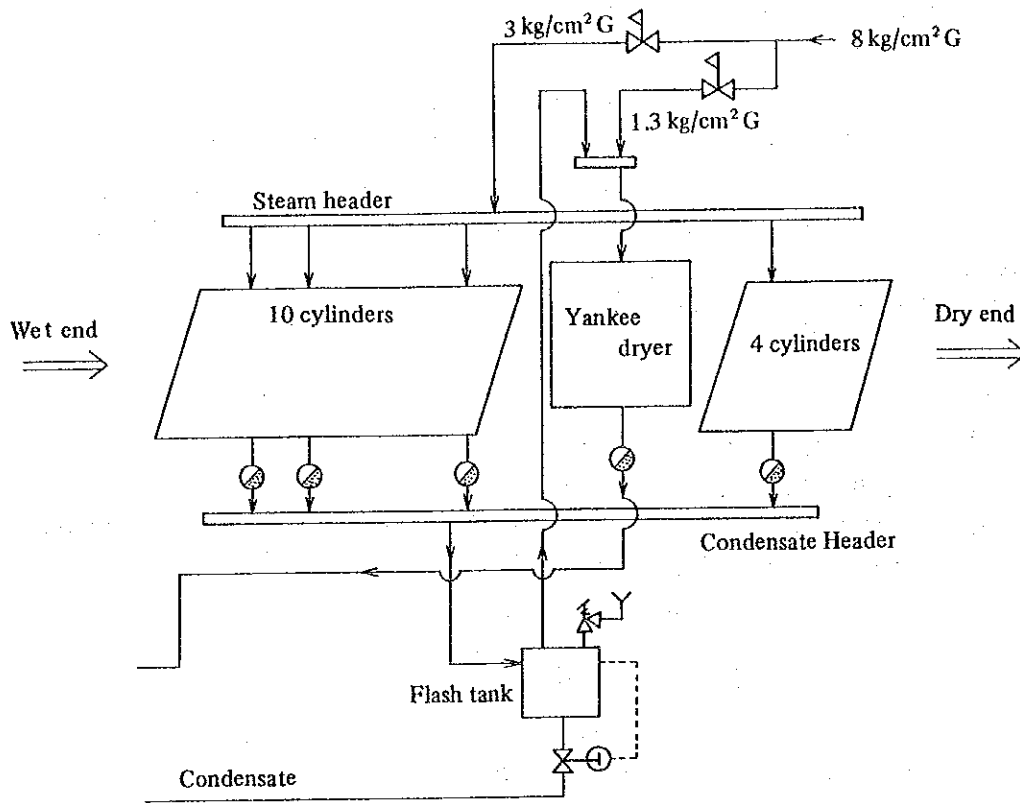 3 kg/cm² G
8 kg/cm² G
1.3 kg/cm² G
Steam header
10 cylinders
Wet end
Yankee
dryer
4 cylinders
Dry end
Condensate Header
Flash tank
Condensate